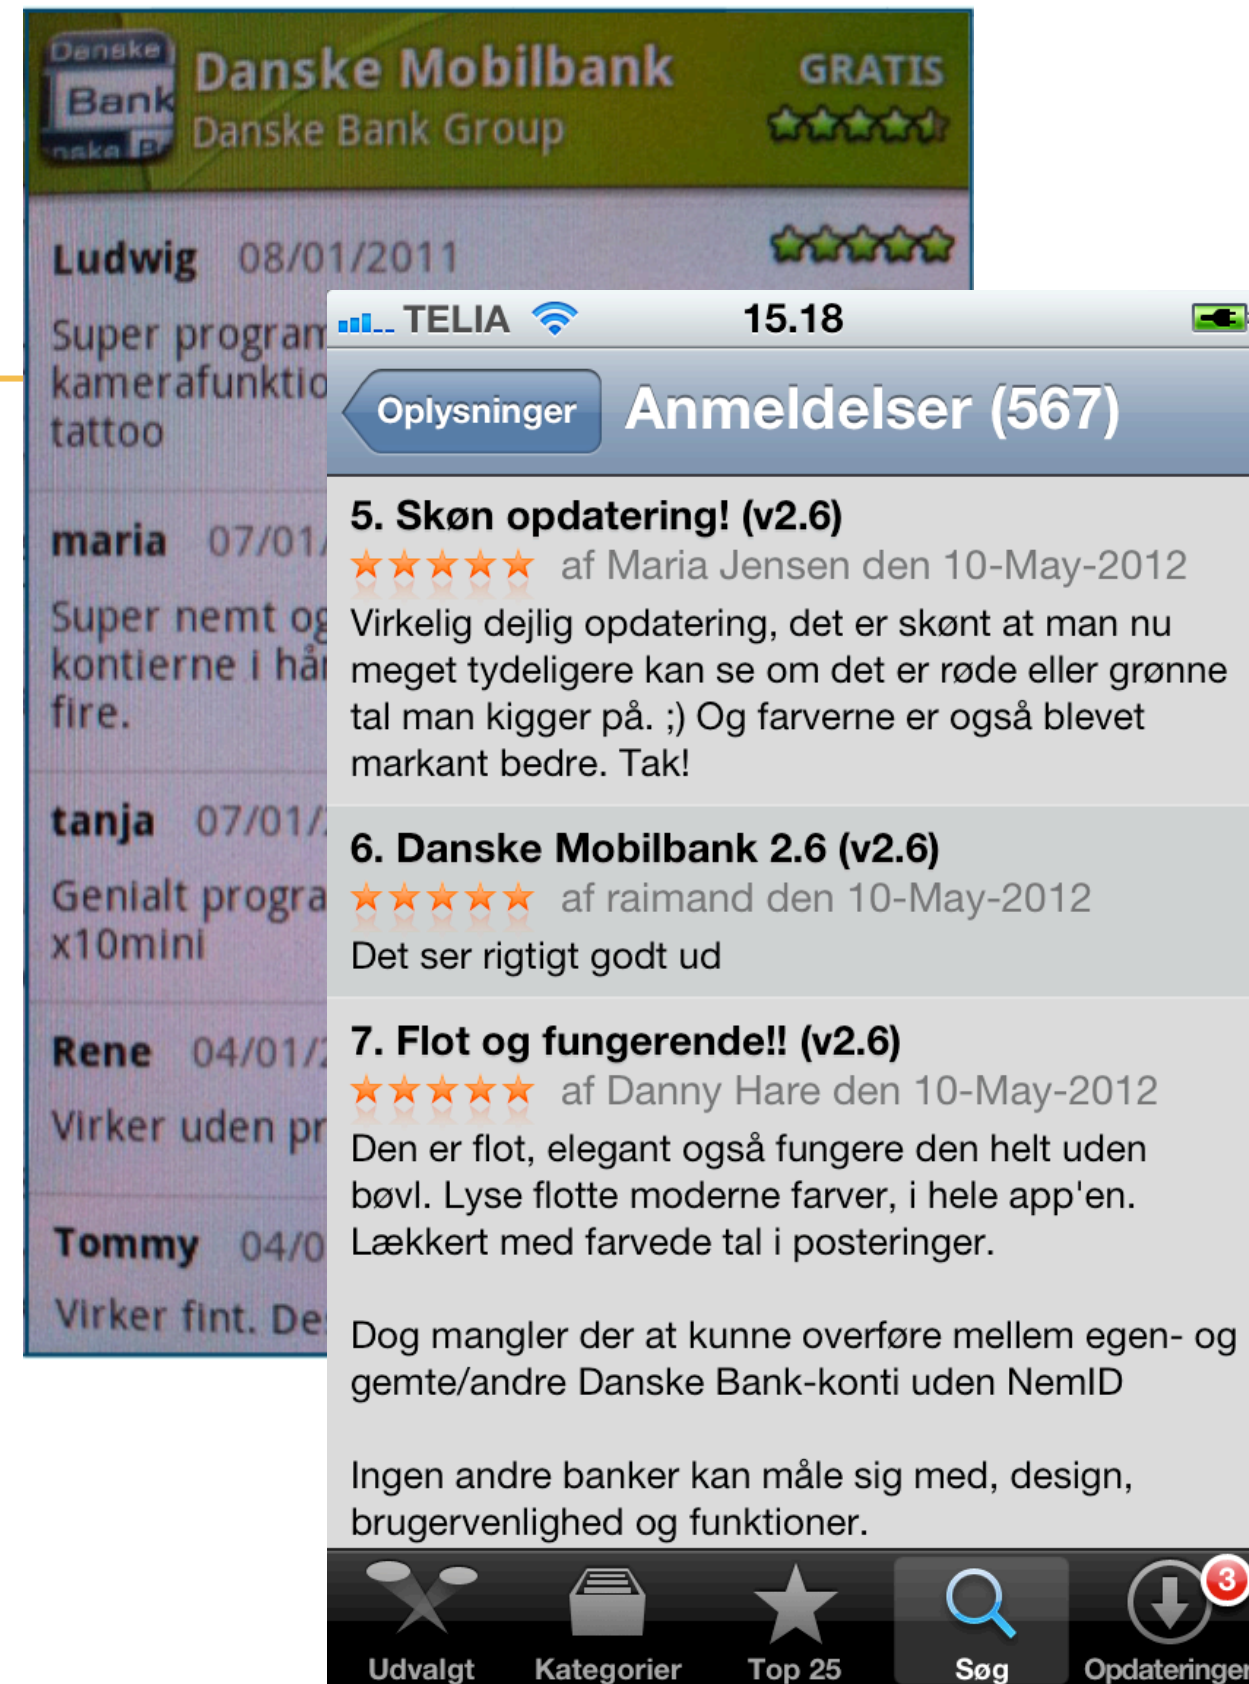 Danske
Bank
Danske Mobilbank
GRATIS
Danske Bank Group
Ludwig 08/01/2011
Super
kamerafunktio
tattoo
maria 07/01/
Super nemt og
kontierne i
fire.
tanja 07/01/
Genialt progra
x10mini
Rene 04/01/
Virker uden pr
Tommy 04/0
Virker fint. De
TELIA 15.18
Oplysninger Anmeldelser (567)
5. Skøn opdatering! (v2.6)
af Maria Jensen den 10-May-2012
Virkelig dejlig opdatering, det er skønt at man nu
meget tydeligere kan se om det er røde eller grønne
tal man kigger på. ;) Og farverne er også blevet
markant bedre. Tak!
6. Danske Mobilbank 2.6 (v2.6)
af raimand den 10-May-2012
Det ser rigtigt godt ud
7. Flot og fungerende!! (v2.6)
af Danny Hare den 10-May-2012
Den er flot, elegant også fungere den helt uden
bøvl. Lyse flotte moderne farver, i hele app'en.
Lækkert med farvede tal i posteringer.
Dog mangler der at kunne overføre mellem egen- og
gemte/andre Danske Bank-konti uden NemID
Ingen andre banker kan måle sig med, design,
brugervenlighed og funktioner.
3
Udvalgt Kategorier Top 25 Søg Opdateringer